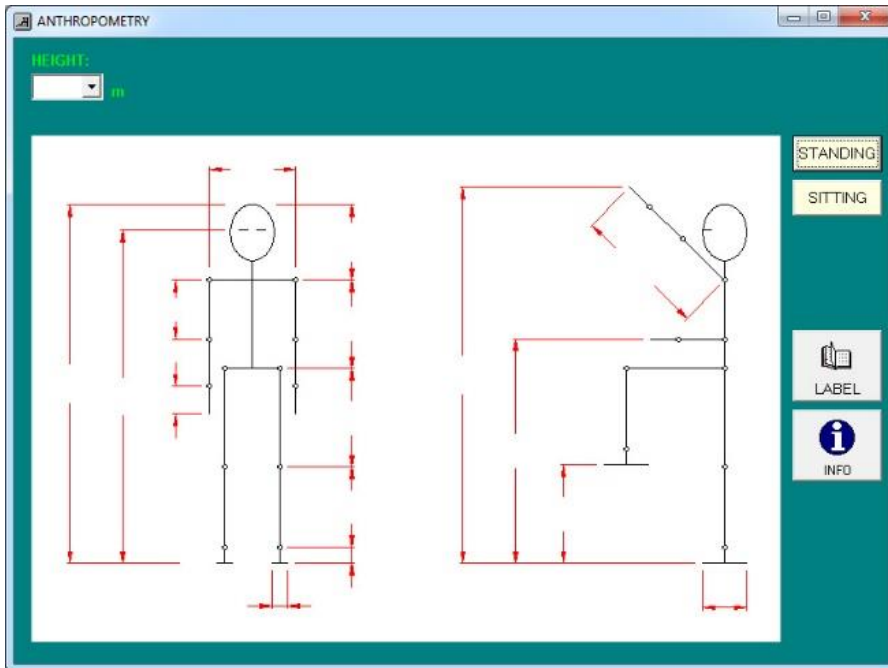 ANTHROPOMETRY
HEIGHT:
m
STANDING
SITTING
LABEL
INFO